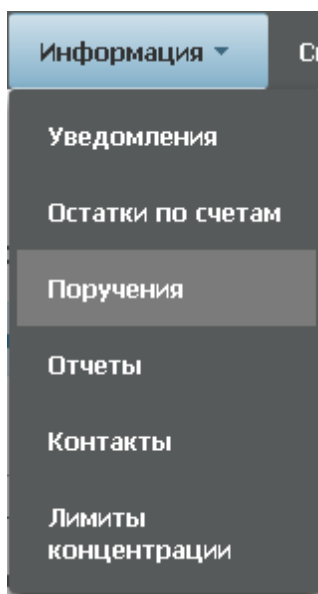 Информация
Уведомления
Остатки по счетам
Поручения
Отчеты
Контакты
Лимиты
концентрации